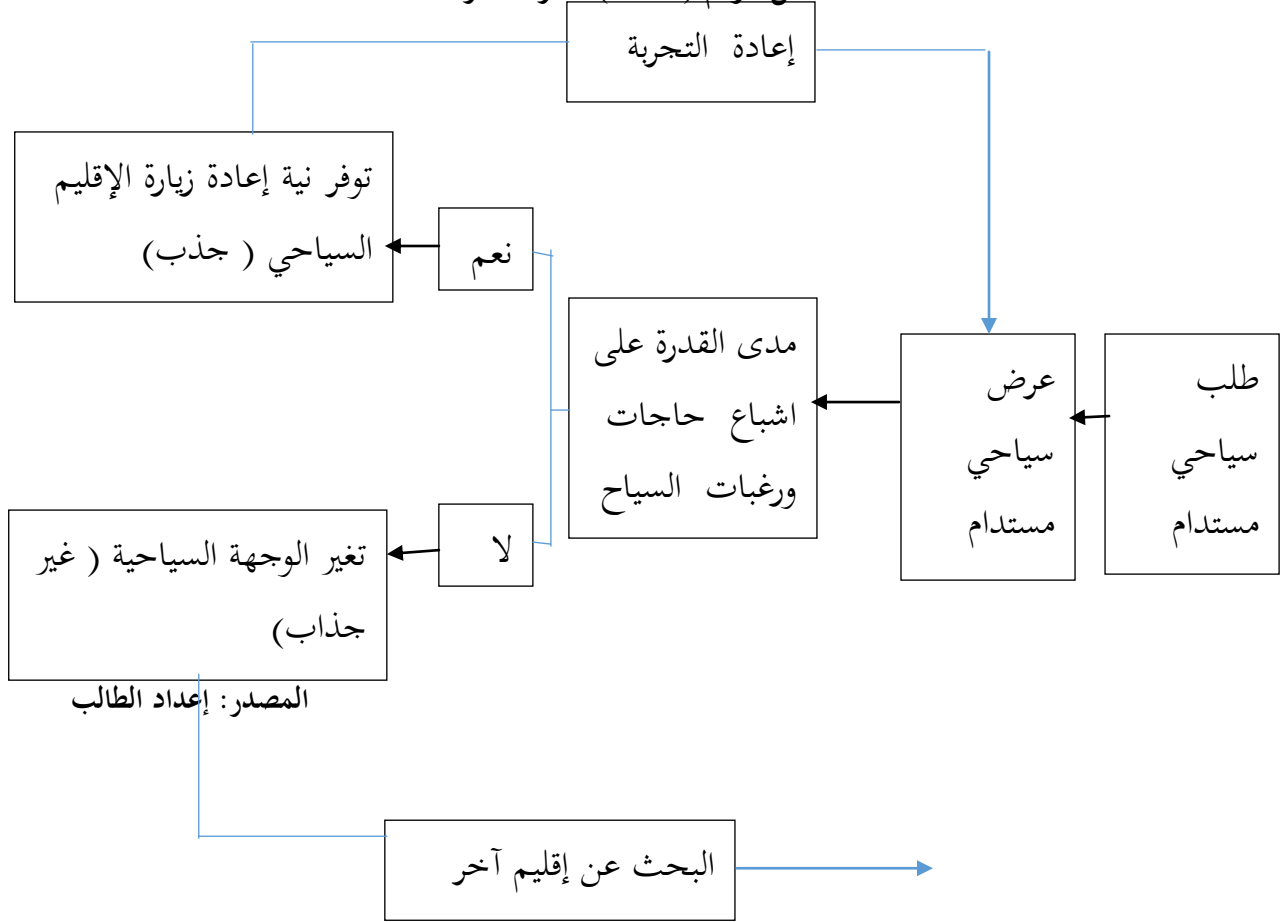 إعادة التجربة
توفر نية إعادة زيارة الإقليم
السياحي ( جذب)
نعم
مدى القدرة على
اشباع حاجات
ورغبات السياح
عرض
سياحي
مستدام
طلب
سياحي
مستدام
لا
تغير الوجهة السياحية ( غير
جذاب)
المصدر: إعداد الطالب
البحث عن إقليم آخر